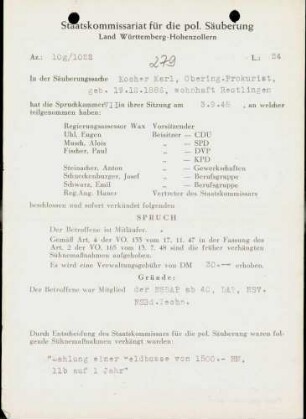 Staatskommissariat für die pol. Säuberung
Land Württemberg-Hohenzollern
Az.: 10g/1022
279
L: 24
In der Säuberungssache Kocher Karl, Obering.Prokurist,
geb. 12.10.1886, wohnhaft Reutlingen
hat die Spruchkammer VII in ihrer Sitzung am 3.9.48, an welcher
teilgenommen haben:
Regierungsassessor Wax Vorsitzender
Uhl, Eugen Beisitzer — CDU
Munch, Alois — SPD
Fischer, Paul — DVP
— KPD
Steinacher, Anton — Gewerkschaften
Schneckenburger, Josef — Berufsgruppe
Schwarz, Emil — Berufsgruppe
Reg.Ang. Hauer Vertreter des Staatskommissars
beschlossen und sofort verkündet folgenden
SPRUCH
Der Betroffene ist Mitläufer.
Gemäß Art. 4 der VO. 133 vom 17. 11. 47 in der Fassung des
Art. 2 der VO. 165 vom 13. 7. 48 sind die früher verhängten
Sühnemaßnahmen aufgehoben.
Es wird eine Verwaltungsgebühr von DM 30.-- erhoben.
Gründe:
Der Betroffene war Mitglied der NSDAP ab 40, DAF, NSV.
Durch Entscheidung des Staatskommissars für die pol. Säuberung waren fol-
gende Sühnemaßnahmen verhängt worden:
"Zahlung einer Geldbusse von 1500.- RM,
11b auf 1 Jahr"